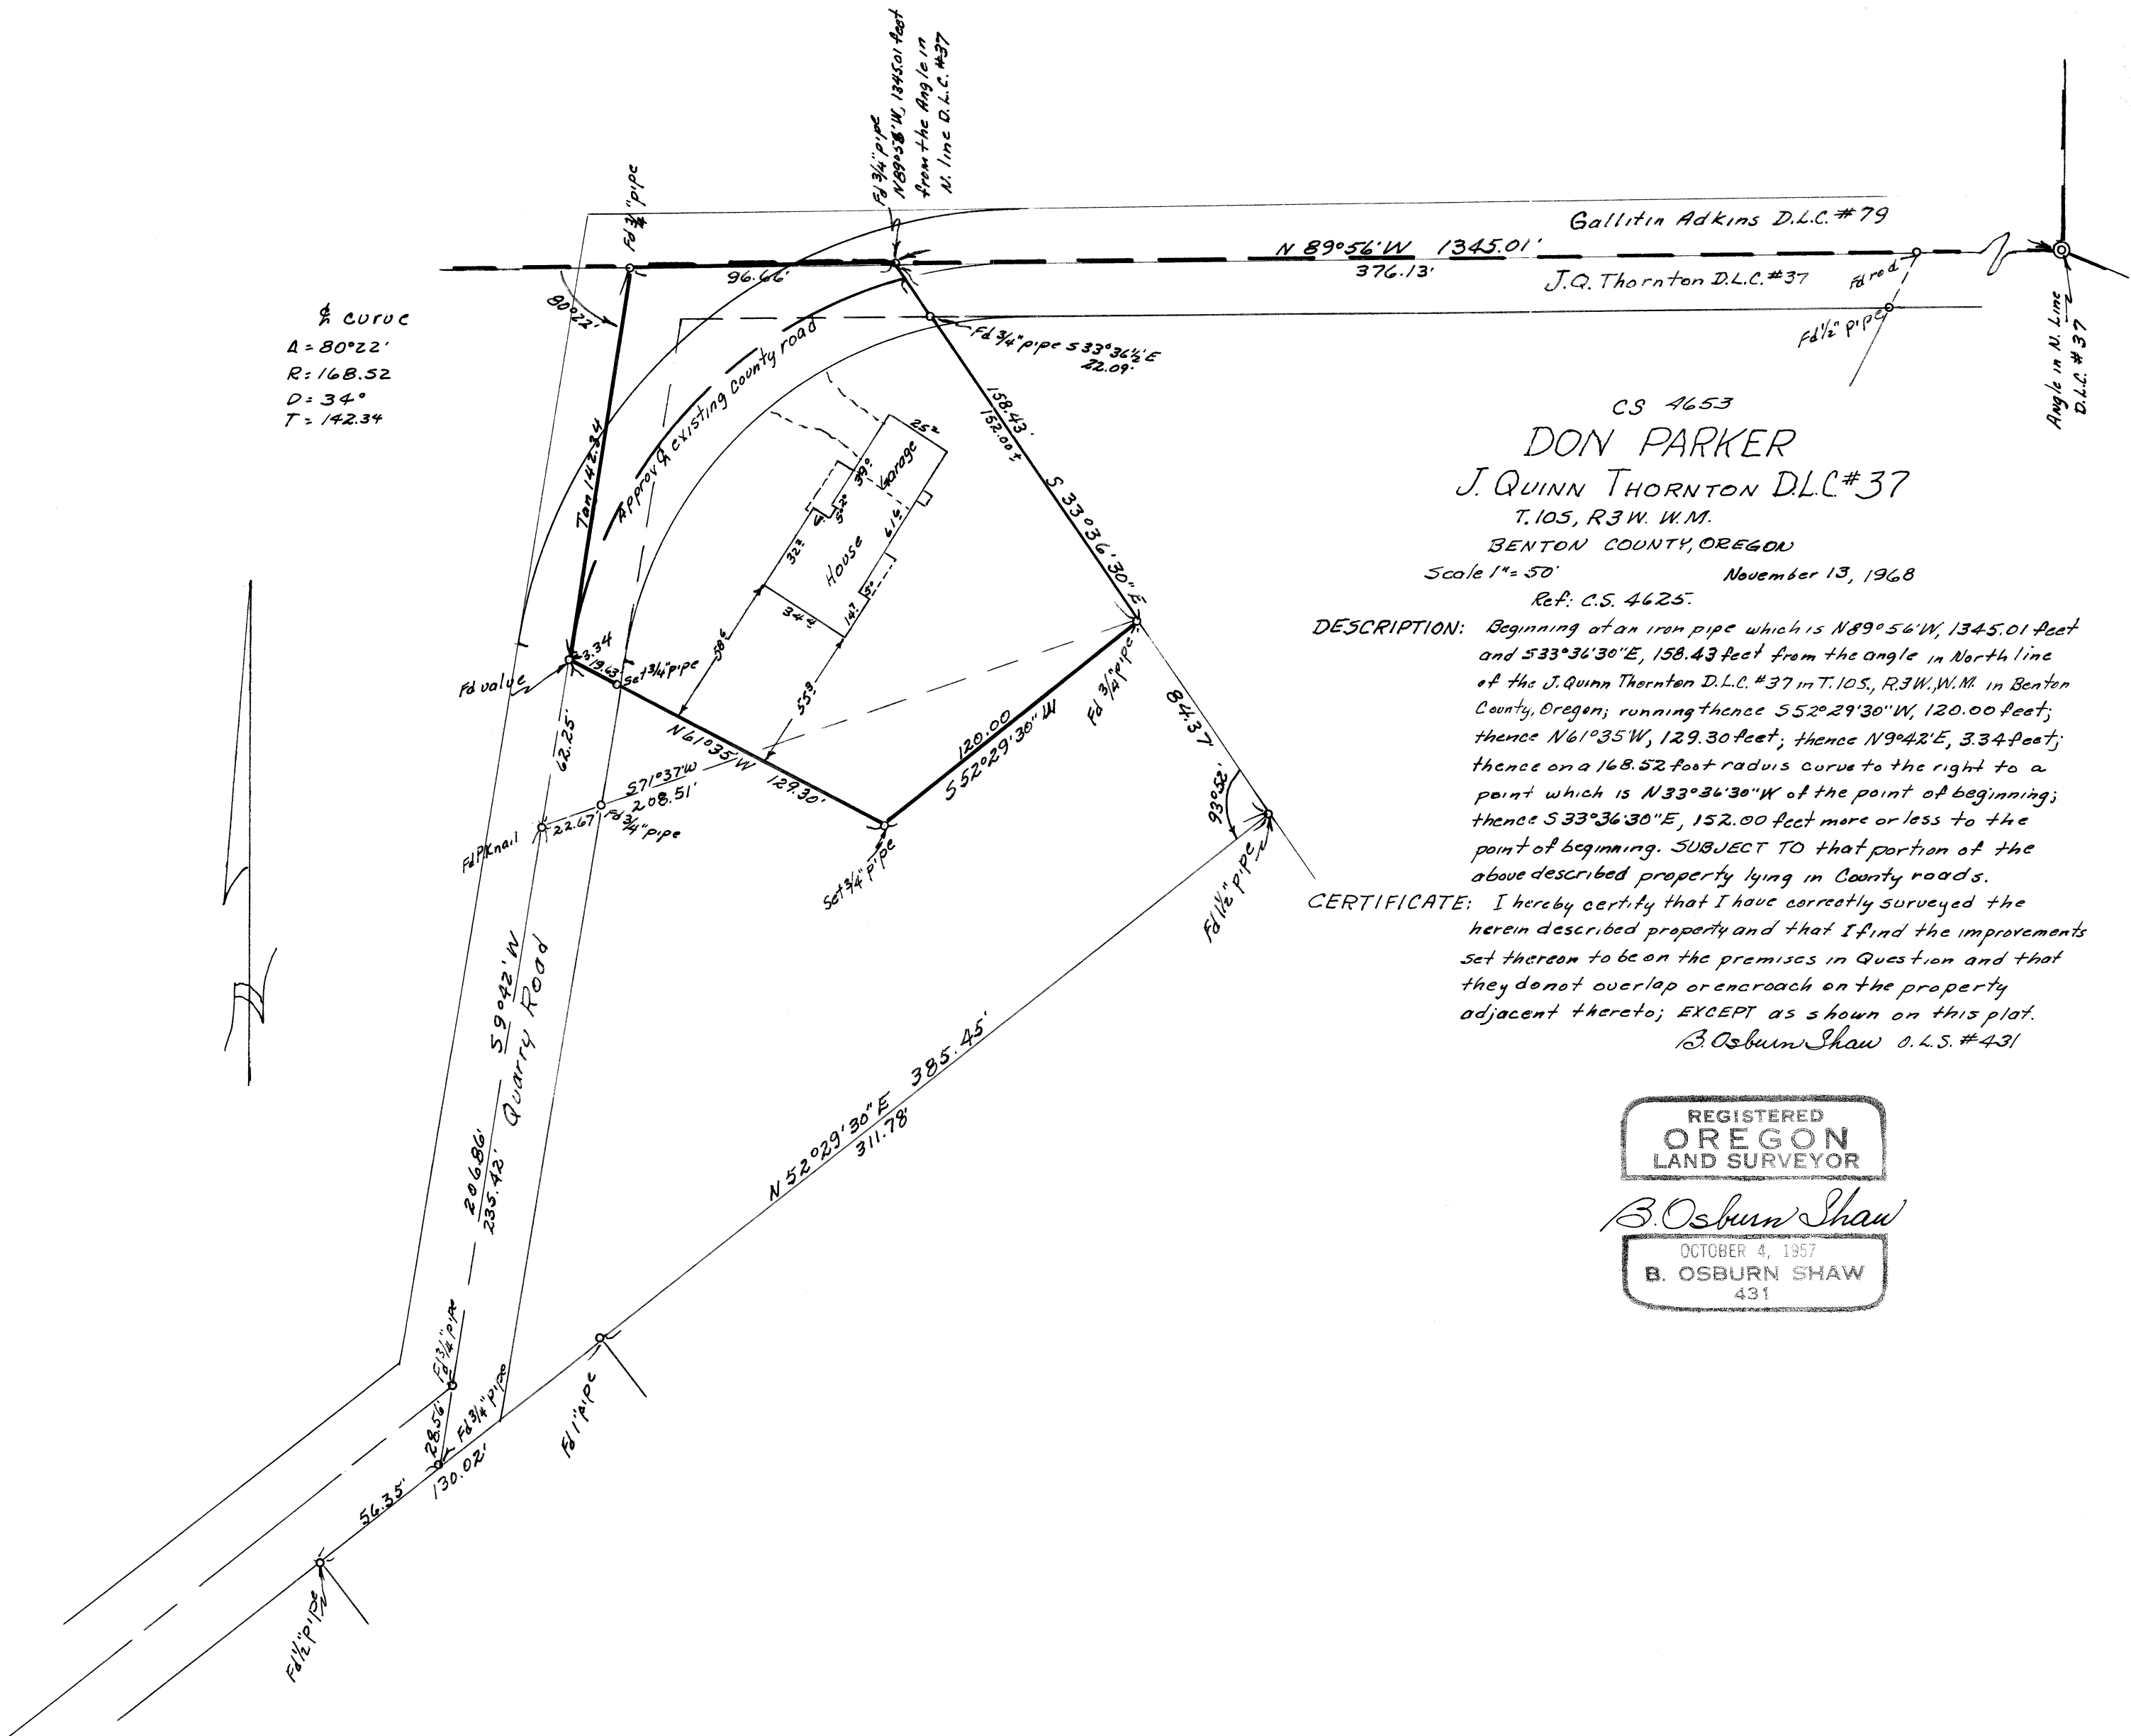 Fd 3/4" pipe
N89°56'W, 1345.01 feet
from the Angle in
N. line D.L.C. #37
Fd 3/4" pipe
Gallitin Adkins D.L.C. #79
N 89°56'W 1345.01'
376.13'
J.Q. Thornton D.L.C. #37
Fd rod
Fd 1/2" pipe
Angle in N. Line
D.L.C. #37
96.66'
80°22'
℄ curve
Δ = 80°22'
R = 168.52
D = 34°
T = 142.34
Tan 142.34
Approx ℄ existing County road
Fd 3/4" pipe S33°36½'E
22.09'
158.43'
152.00±
S 33°36'30" E
25²
Garage
39⁰
61⁶
House
32³
34²
14²
58⁶
55⁹
3.34
19.63
Set 3/4" pipe
Fd valve
62.25'
N61°35'W 129.30'
S71°37'W
208.51'
22.67'
Fd 3/4" pipe
Fd PK nail
Set 3/4" pipe
120.00
S 52°29'30" W
Fd 3/4" pipe
84.37'
93°52'
Fd 1½" pipe
S9°42'W
Quarry Road
206.86'
235.42'
N 52°29'30" E 385.45'
311.78'
Fd 3/4" pipe
28.56'
Fd 3/4" pipe
130.02'
Fd 1" pipe
56.35'
Fd 1½" pipe
CS 4653
DON PARKER
J. QUINN THORNTON D.L.C. #37
T.10S, R3W. W.M.
BENTON COUNTY, OREGON
Scale 1" = 50' November 13, 1968
Ref: C.S. 4625.
DESCRIPTION: Beginning at an iron pipe which is N89°56'W, 1345.01 feet
and S33°36'30"E, 158.43 feet from the angle in North line
of the J. Quinn Thornton D.L.C. #37 in T.10S., R.3W., W.M. in Benton
County, Oregon; running thence S52°29'30"W, 120.00 feet;
thence N61°35'W, 129.30 feet; thence N9°42'E, 3.34 feet;
thence on a 168.52 foot raduis curve to the right to a
point which is N33°36'30"W of the point of beginning;
thence S33°36'30"E, 152.00 feet more or less to the
point of beginning. SUBJECT TO that portion of the
above described property lying in County roads.
CERTIFICATE: I hereby certify that I have correctly surveyed the
herein described property and that I find the improvements
set thereon to be on the premises in Question and that
they do not overlap or encroach on the property
adjacent thereto; EXCEPT as shown on this plat.
B. Osburn Shaw O.L.S. #431
REGISTERED
OREGON
LAND SURVEYOR
B. Osburn Shaw
OCTOBER 4, 1957
B. OSBURN SHAW
431